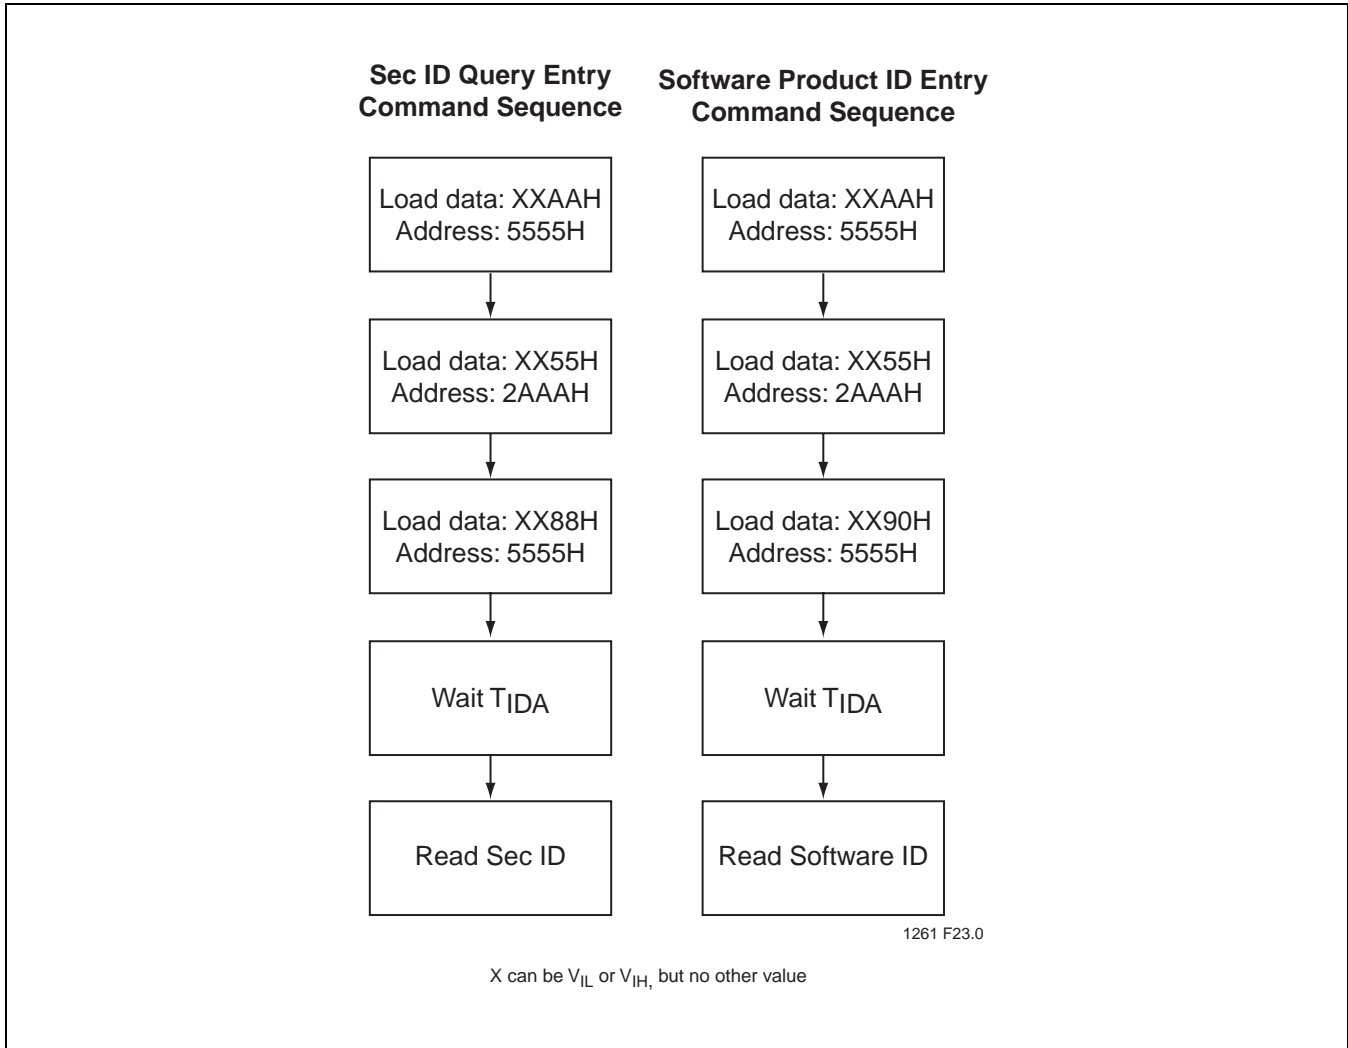 Sec ID Query Entry
Command Sequence
Load data: XXAAH
Address: 5555H
Load data: XX55H
Address: 2AAAH
Load data: XX88H
Address: 5555H
Wait TIDA
Read Sec ID
Software Product ID Entry
Command Sequence
Load data: XXAAH
Address: 5555H
Load data: XX55H
Address: 2AAAH
Load data: XX90H
Address: 5555H
Wait TIDA
Read Software ID
1261 F23.0
X can be VIL or VIH, but no other value